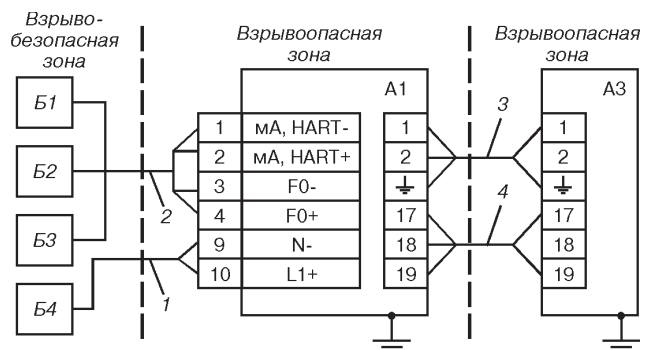 Взрыво-
безопасная
зона
Взрывоопасная
зона
Взрывоопасная
зона
Б1
Б2
Б3
Б4
2
1
А1
1 мА, HART-
2 мА, HART+
3 F0-
4 F0+
9 N-
10 L1+
1
2
17
18
19
3
4
А3
1
2
17
18
19